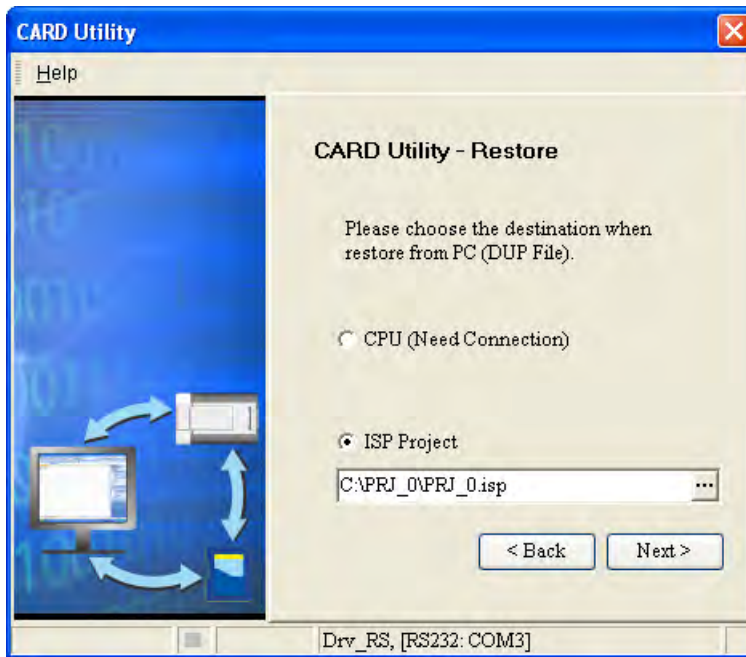 CARD Utility
Help
CARD Utility - Restore
Please choose the destination when
restore from PC (DUP File).
CPU (Need Connection)
ISP Project
C:\PRJ_0\PRJ_0.isp
...
< Back
Next >
Drv_RS, [RS232: COM3]